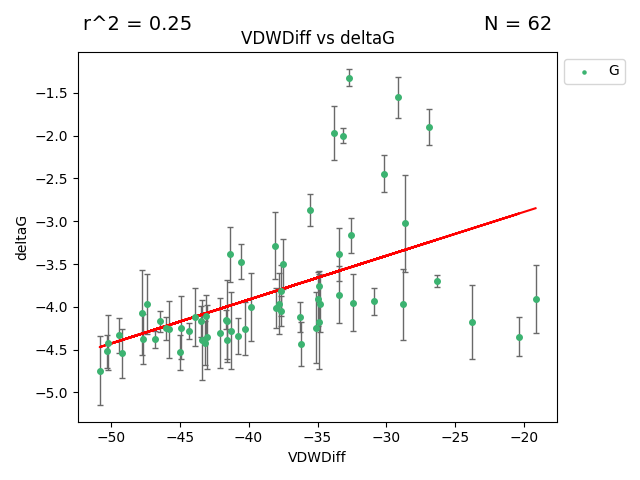 r^2 = 0.25
N = 62
VDWDiff vs deltaG
G
−1.5
−2.0
−2.5
−3.0
−3.5
−4.0
−4.5
−5.0
deltaG
−50
−45
−40
−35
−30
−25
−20
VDWDiff